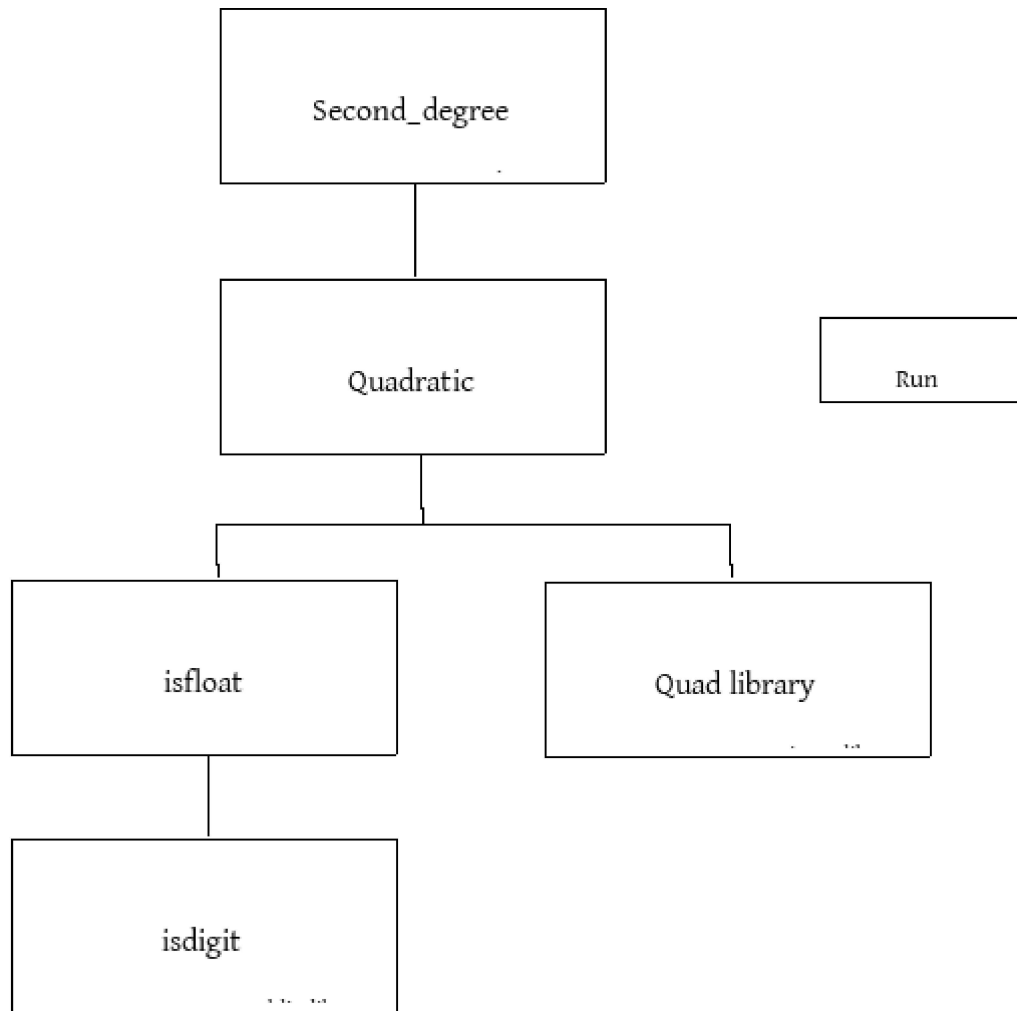 Second_degree
Quadratic
Run
isfloat
Quad library
isdigit